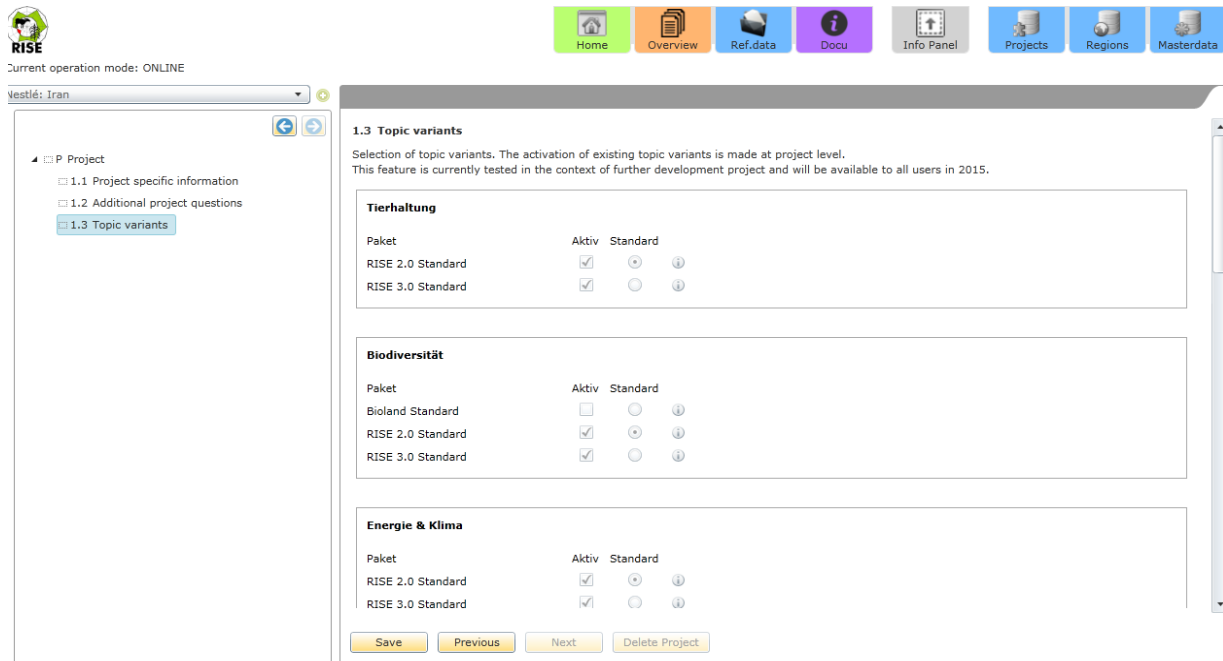 RISE
Home
Overview
Ref.data
Docu
Info Panel
Projects
Regions
Masterdata
Current operation mode: ONLINE
Nestlé: Iran
P Project
1.1 Project specific information
1.2 Additional project questions
1.3 Topic variants
1.3 Topic variants
Selection of topic variants. The activation of existing topic variants is made at project level.
This feature is currently tested in the context of further development project and will be available to all users in 2015.
Tierhaltung
Paket Aktiv Standard
RISE 2.0 Standard
RISE 3.0 Standard
Biodiversität
Paket Aktiv Standard
Bioland Standard
RISE 2.0 Standard
RISE 3.0 Standard
Energie & Klima
Paket Aktiv Standard
RISE 2.0 Standard
RISE 3.0 Standard
Save Previous Next Delete Project